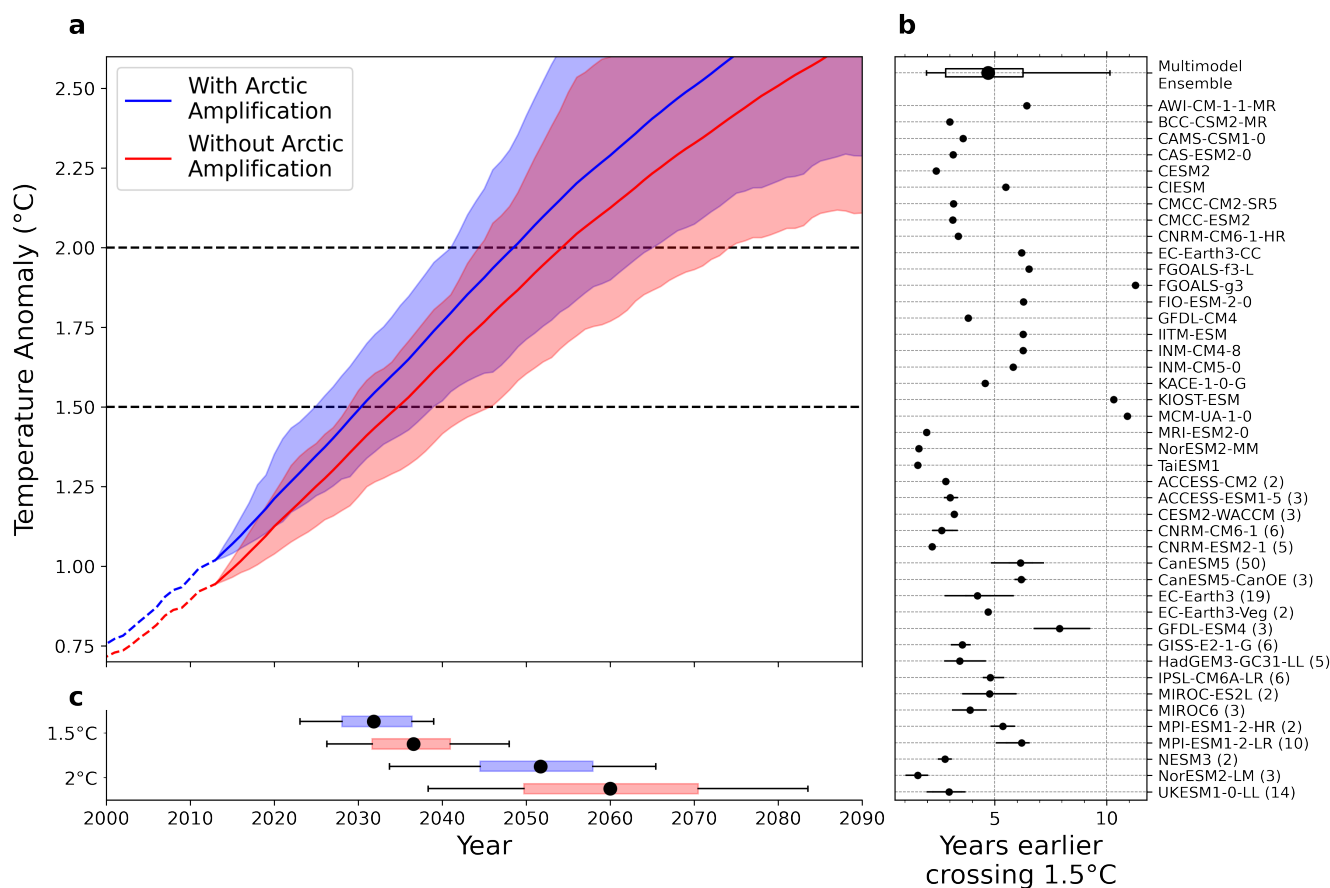 a
b
2.50
2.25
2.00
1.75
1.50
1.25
1.00
0.75
Temperature Anomaly (°C)
With Arctic
Amplification
Without Arctic
Amplification
Multimodel
Ensemble
AWI-CM-1-1-MR
BCC-CSM2-MR
CAMS-CSM1-0
CAS-ESM2-0
CESM2
CIESM
CMCC-CM2-SR5
CMCC-ESM2
CNRM-CM6-1-HR
EC-Earth3-CC
FGOALS-f3-L
FGOALS-g3
FIO-ESM-2-0
GFDL-CM4
IITM-ESM
INM-CM4-8
INM-CM5-0
KACE-1-0-G
KIOST-ESM
MCM-UA-1-0
MRI-ESM2-0
NorESM2-MM
TaiESM1
ACCESS-CM2 (2)
ACCESS-ESM1-5 (3)
CESM2-WACCM (3)
CNRM-CM6-1 (6)
CNRM-ESM2-1 (5)
CanESM5 (50)
CanESM5-CanOE (3)
EC-Earth3 (19)
EC-Earth3-Veg (2)
GFDL-ESM4 (3)
GISS-E2-1-G (6)
HadGEM3-GC31-LL (5)
IPSL-CM6A-LR (6)
MIROC-ES2L (2)
MIROC6 (3)
MPI-ESM1-2-HR (2)
MPI-ESM1-2-LR (10)
NESM3 (2)
NorESM2-LM (3)
UKESM1-0-LL (14)
5 10
Years earlier
crossing 1.5°C
c
1.5°C
2°C
2000 2010 2020 2030 2040 2050 2060 2070 2080 2090
Year